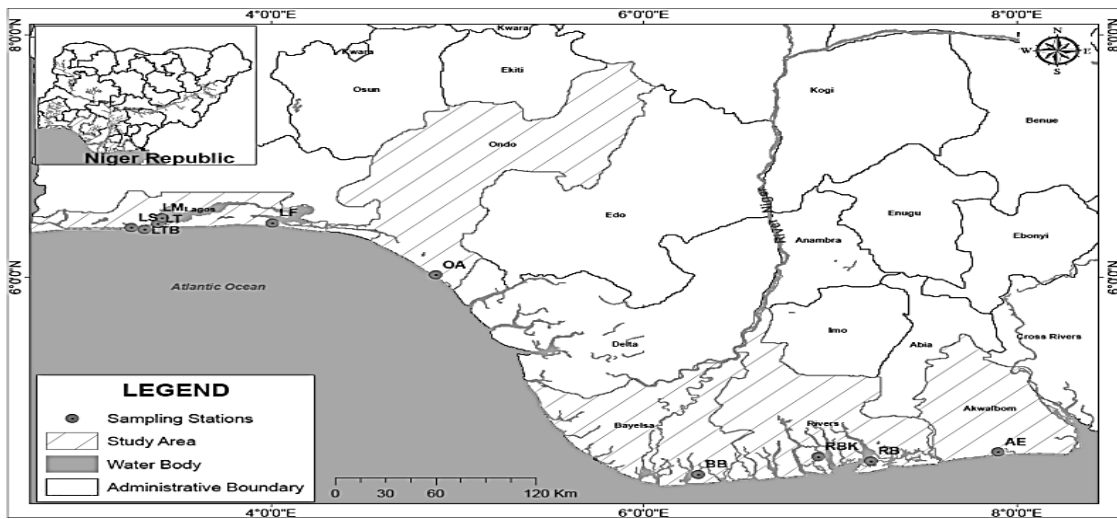 4°0'0"E 6°0'0"E 8°0'0"E
8°0'0"N
8°0'0"N
N
W E
S
Niger Republic
Kwara
Kwara
Ekiti
Osun
Kogi
Benue
Ondo
Edo
Enugu
Ebonyi
Anambra
LM Lagos
LS LT
LTB
LF
OA
6°0'0"N
6°0'0"N
Atlantic Ocean
Delta
Imo
Abia
Cross Rivers
Bayelsa
Rivers
AkwaIbom
BB
RBK
RB
AE
LEGEND
Sampling Stations
Study Area
Water Body
Administrative Boundary
0 30 60 120 Km
4°0'0"E 6°0'0"E 8°0'0"E